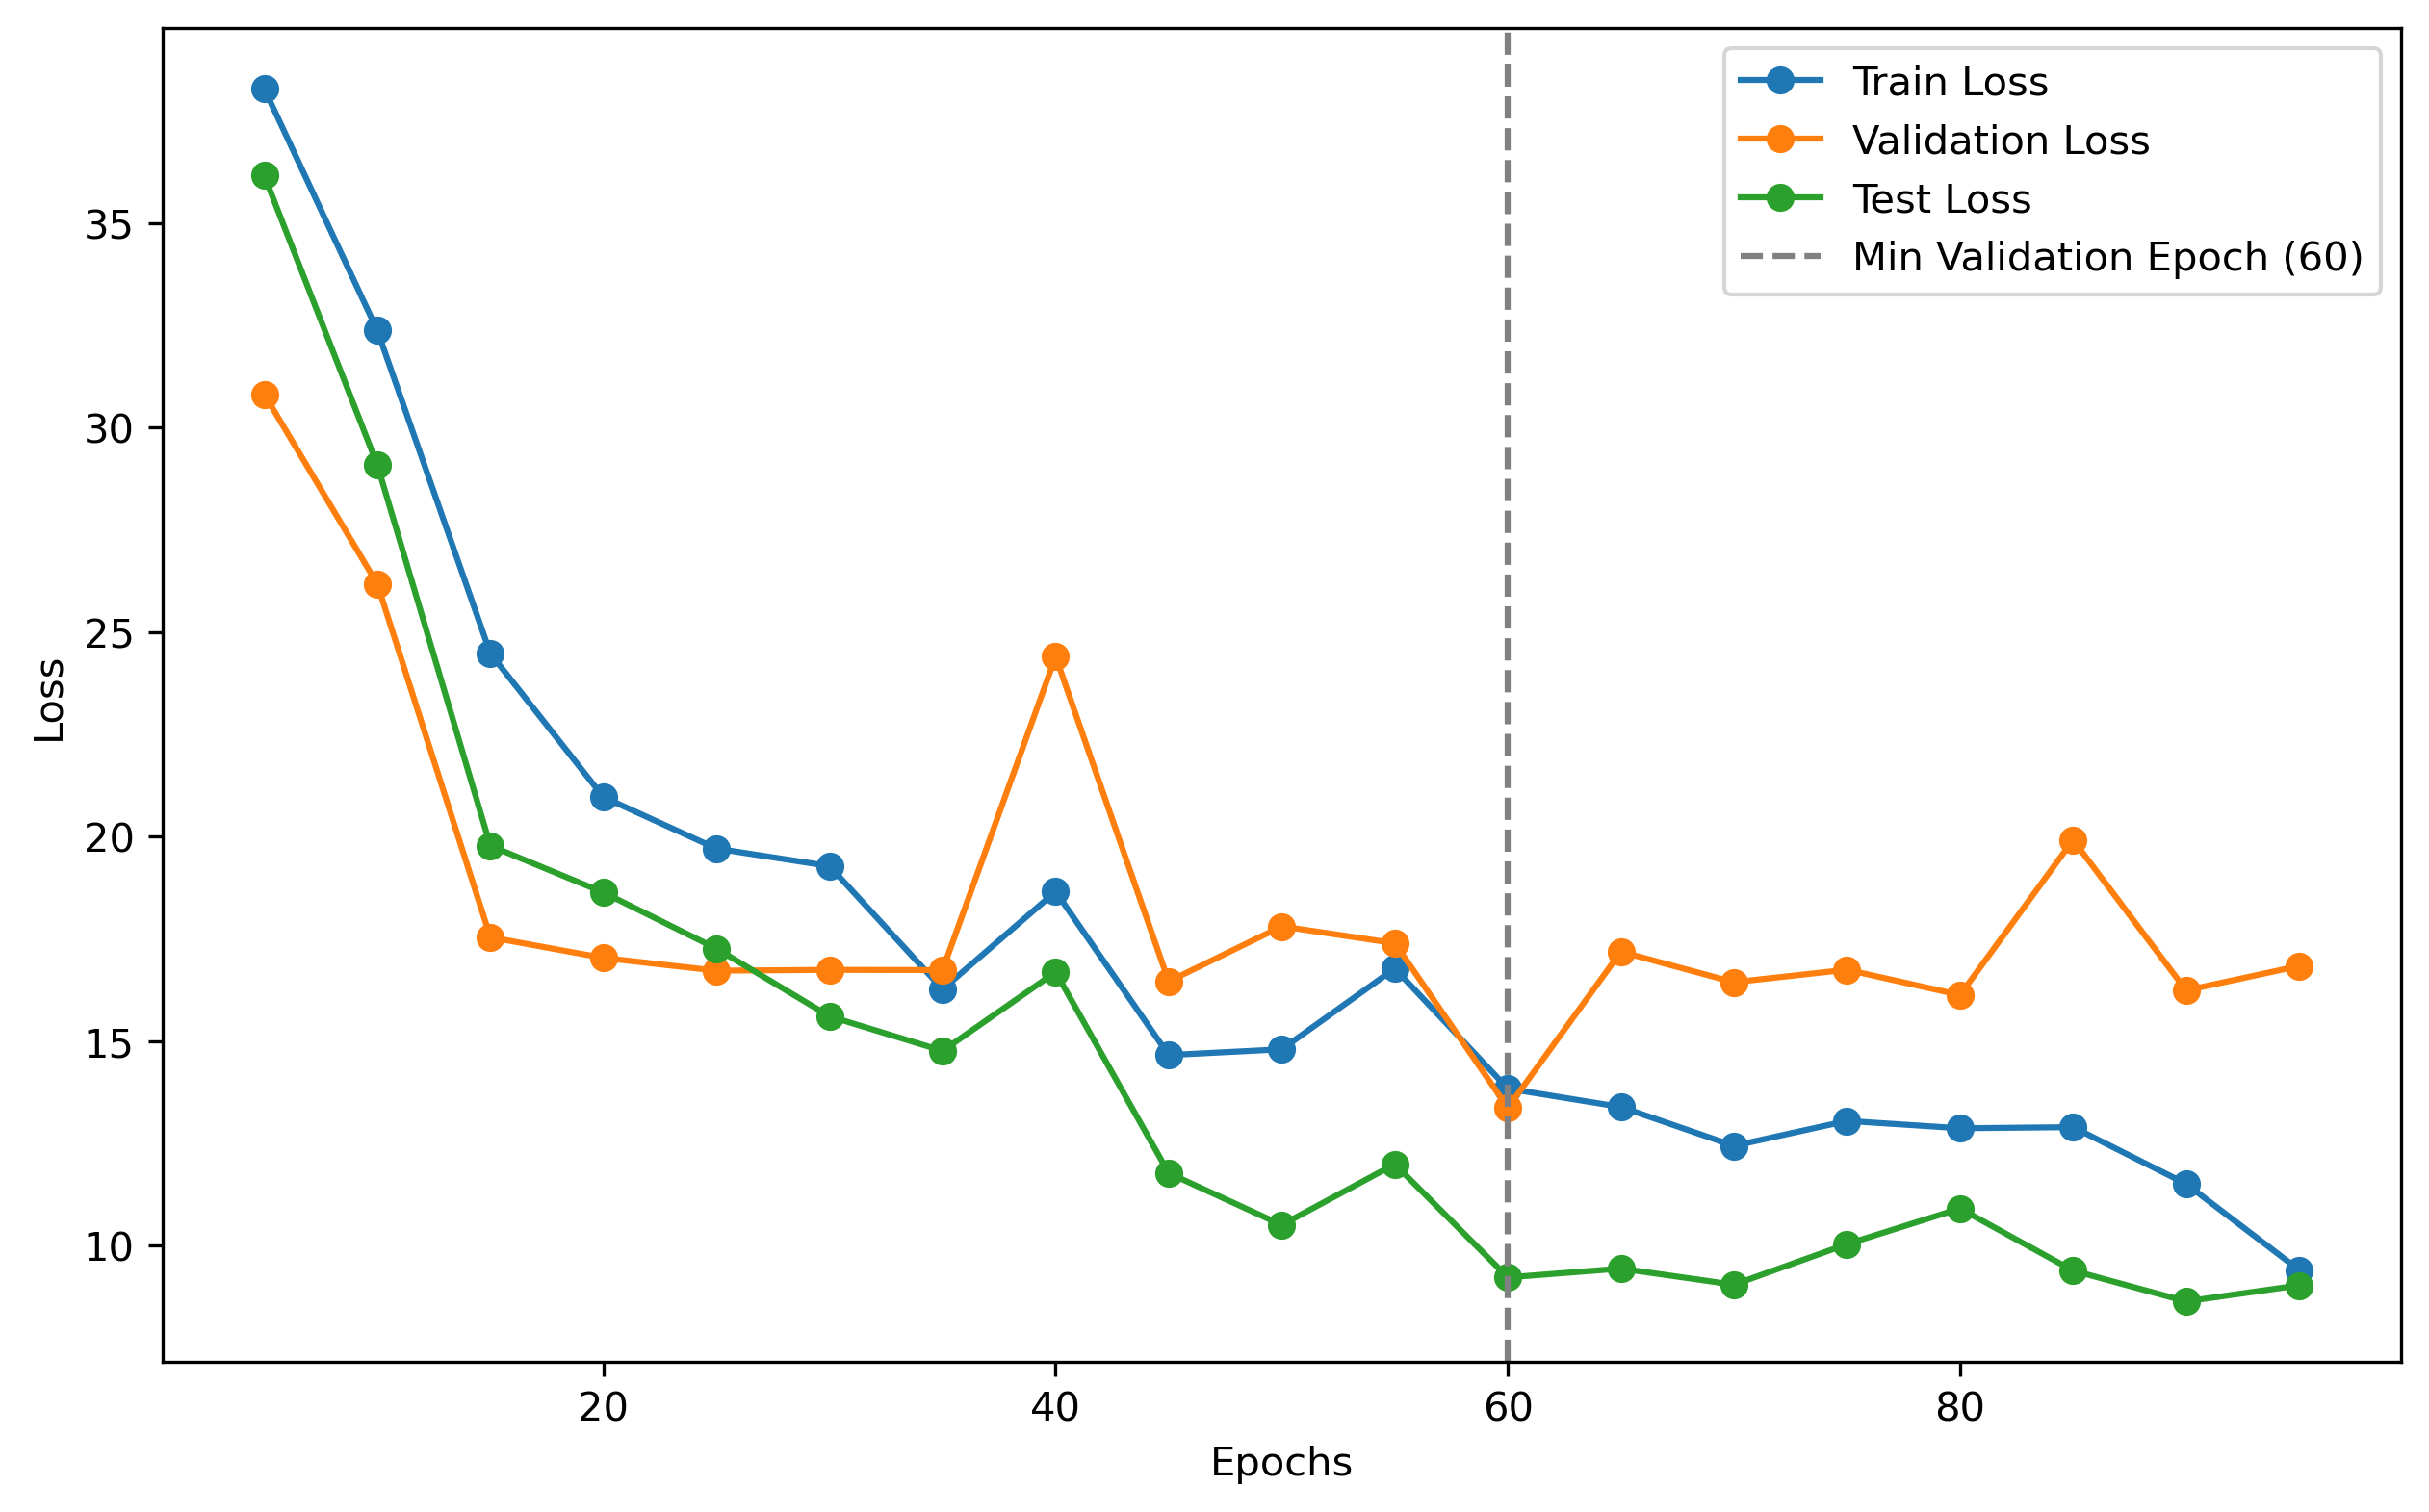 Train Loss
Validation Loss
Test Loss
Min Validation Epoch (60)
35
30
25
20
15
10
Loss
20 40 60 80
Epochs